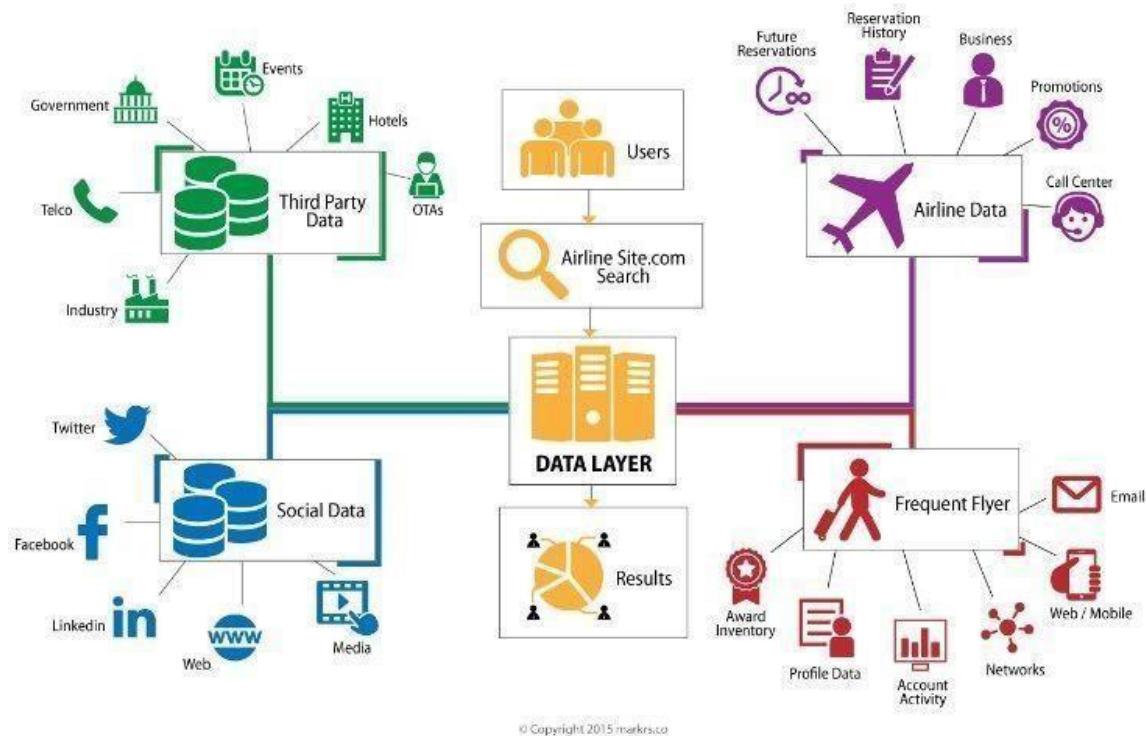 Government
Events
Hotels
Telco
OTAs
Third Party
Data
Industry
Users
Airline Site.com
Search
DATA LAYER
Results
Future
Reservations
Reservation
History
Business
Promotions
%
Call Center
Airline Data
Twitter
Facebook
f
Social Data
Linkedin
in
www
Web
Media
Frequent Flyer
Email
Web / Mobile
Networks
Account
Activity
Profile Data
Award
Inventory
H
© Copyright 2015 markrs.co